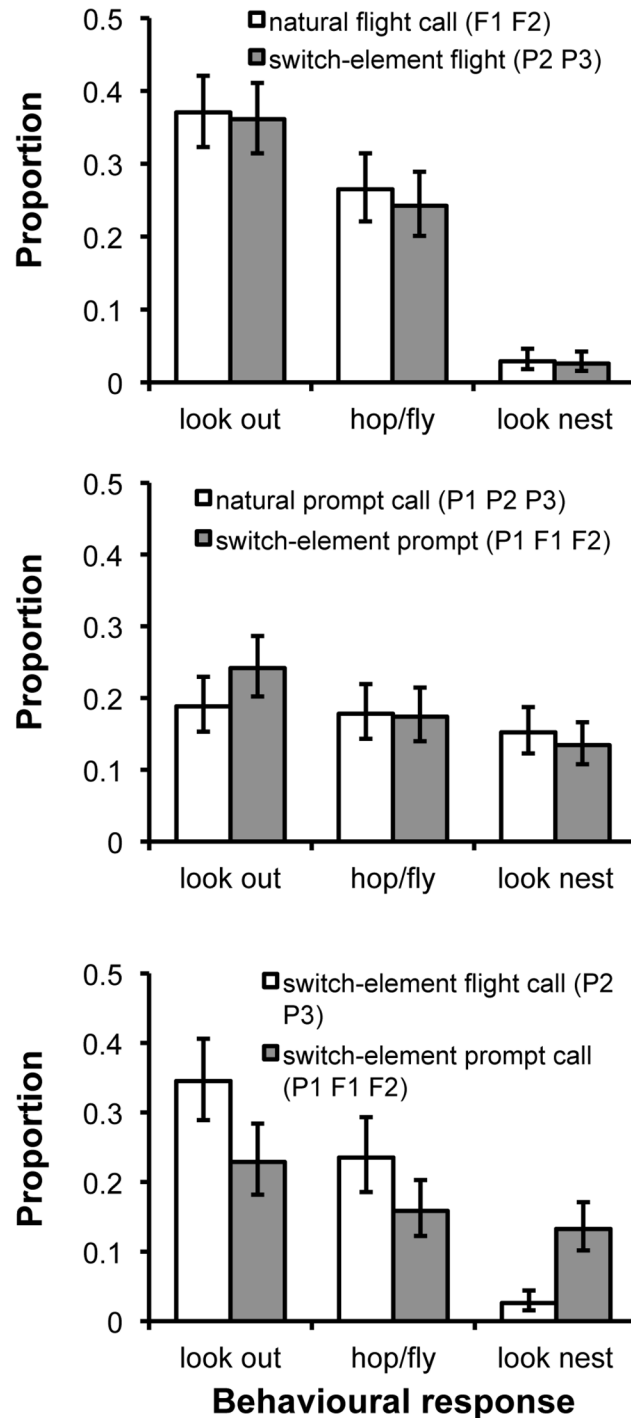 0.5
natural flight call (F1 F2)
switch-element flight (P2 P3)
0.4
0.3
0.2
0.1
0
Proportion
look out hop/fly look nest
0.5
natural prompt call (P1 P2 P3)
switch-element prompt (P1 F1 F2)
0.4
0.3
0.2
0.1
0
Proportion
look out hop/fly look nest
0.5
switch-element flight call (P2
P3)
switch-element prompt call
(P1 F1 F2)
0.4
0.3
0.2
0.1
0
Proportion
look out hop/fly look nest
Behavioural response